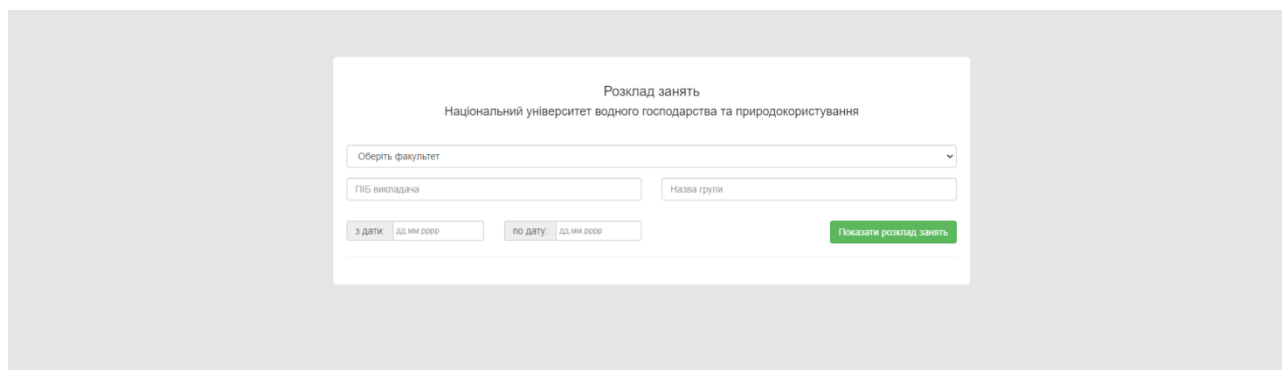 Розклад занять
Національний університет водного господарства та природокористування
Оберіть факультет
ПІБ викладача
Назва групи
з дати: дд.мм.рррр по дату: дд.мм.рррр Показати розклад занять